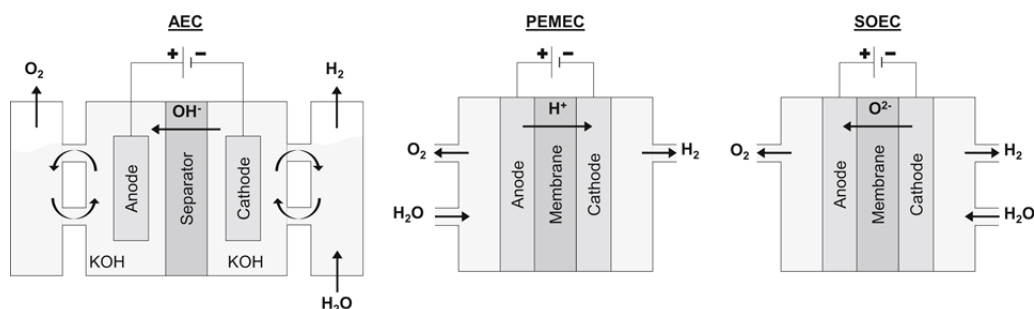 AEC
+ −
O₂
H₂
OH⁻
Anode
Separator
Cathode
KOH
KOH
H₂O
PEMEC
+ −
H⁺
O₂
H₂
H₂O
Anode
Membrane
Cathode
SOEC
+ −
O²⁻
O₂
H₂
H₂O
Anode
Membrane
Cathode